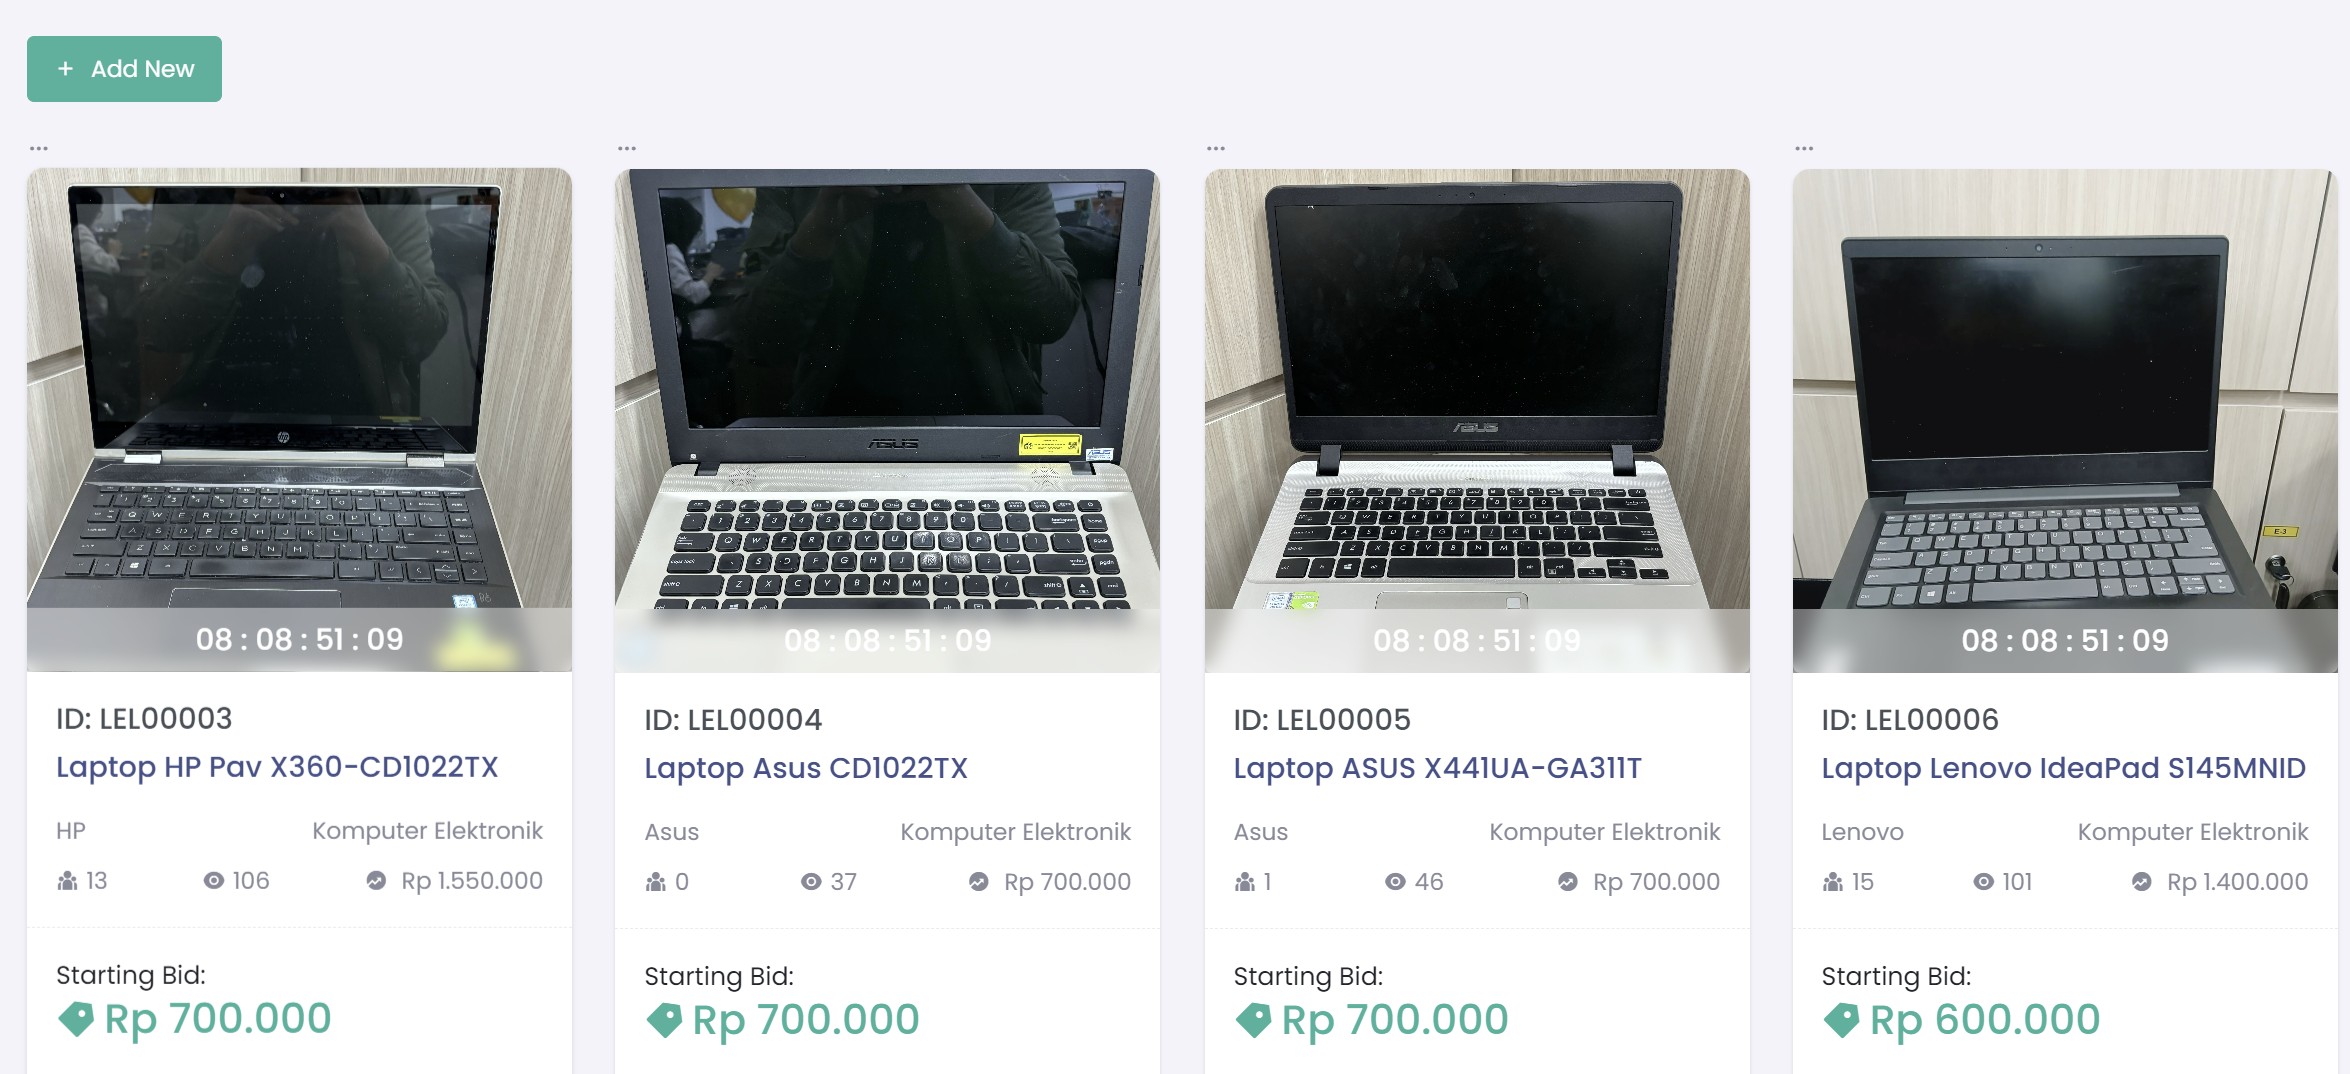 + Add New
...
...
...
...
hp
08 : 08 : 51 : 09
ID: LEL00003
Laptop HP Pav X360-CD1022TX
HP
Komputer Elektronik
13
106
Rp 1.550.000
Starting Bid:
Rp 700.000
ASUS
08 : 08 : 51 : 09
ID: LEL00004
Laptop Asus CD1022TX
Asus
Komputer Elektronik
0
37
Rp 700.000
Starting Bid:
Rp 700.000
ASUS
08 : 08 : 51 : 09
ID: LEL00005
Laptop ASUS X441UA-GA311T
Asus
Komputer Elektronik
1
46
Rp 700.000
Starting Bid:
Rp 700.000
E-3
08 : 08 : 51 : 09
ID: LEL00006
Laptop Lenovo IdeaPad S145MNID
Lenovo
Komputer Elektronik
15
101
Rp 1.400.000
Starting Bid:
Rp 600.000